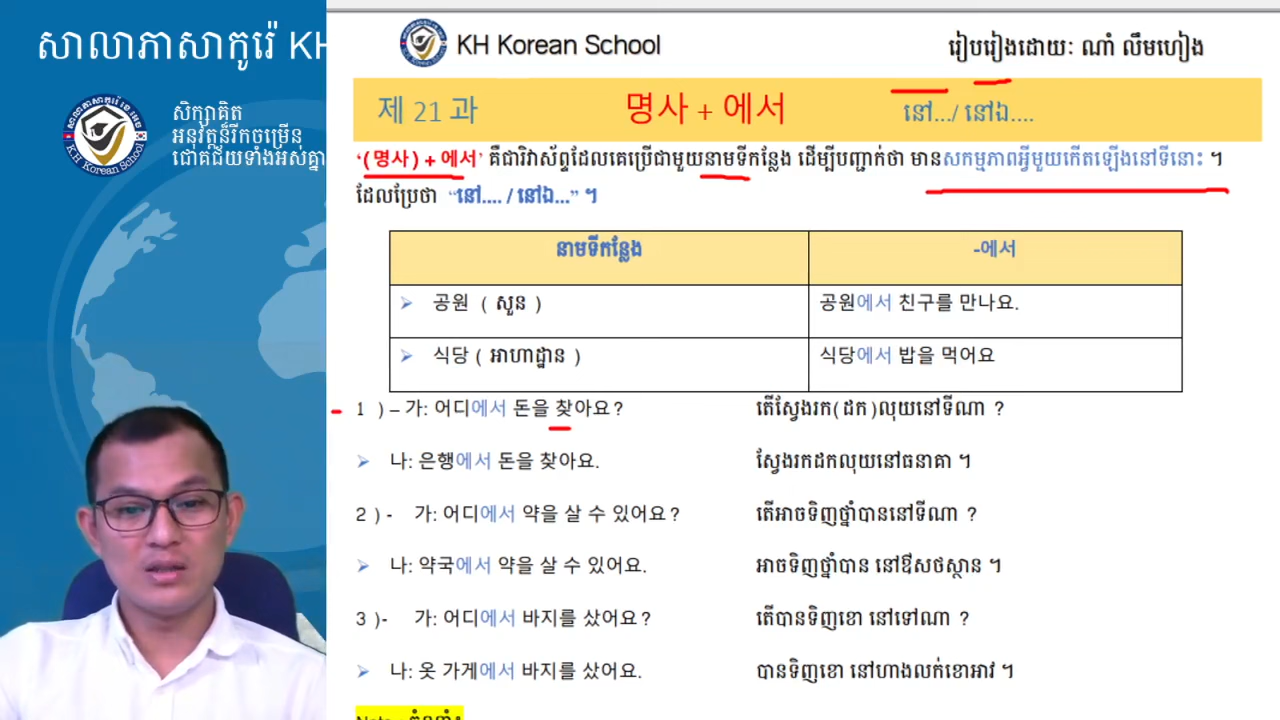 សាលាភាសាកូរ៉េ KH
សិក្សាគិត
អនុវត្តន៍រីកចម្រើន
ជោគជ័យទាំងអស់គ្នា
KH Korean School
រៀបរៀងដោយៈ ណាំ លឹមហៀង
제 21 과 명사 + 에서 នៅ.../ នៅឯ....
‘(명사) + 에서’ គឺជារិវាស័ព្ទដែលគេប្រើជាមួយនាមទីកន្លែង ដើម្បីបញ្ជាក់ថា មានសកម្មភាពអ្វីមួយកើតឡើងនៅទីនោះ ។
ដែលប្រែថា “នៅ.... / នៅឯ...” ។
នាមទីកន្លែង -에서
➢ 공원 ( សួន ) 공원에서 친구를 만나요.
➢ 식당 ( អាហាដ្ឋាន ) 식당에서 밥을 먹어요
1 ) – 가: 어디에서 돈을 찾아요? តើស្វែងរក(ដក)លុយនៅទីណា ?
➢ 나: 은행에서 돈을 찾아요. ស្វែងរកដកលុយនៅធនាគា ។
2 ) - 가: 어디에서 약을 살 수 있어요? តើអាចទិញថ្នាំបាននៅទីណា ?
➢ 나: 약국에서 약을 살 수 있어요. អាចទិញថ្នាំបាន នៅឳសថស្ថាន ។
3 )- 가: 어디에서 바지를 샀어요? តើបានទិញខោ នៅទៅណា ?
➢ 나: 옷 가게에서 바지를 샀어요. បានទិញខោ នៅហាងលក់ខោអាវ ។